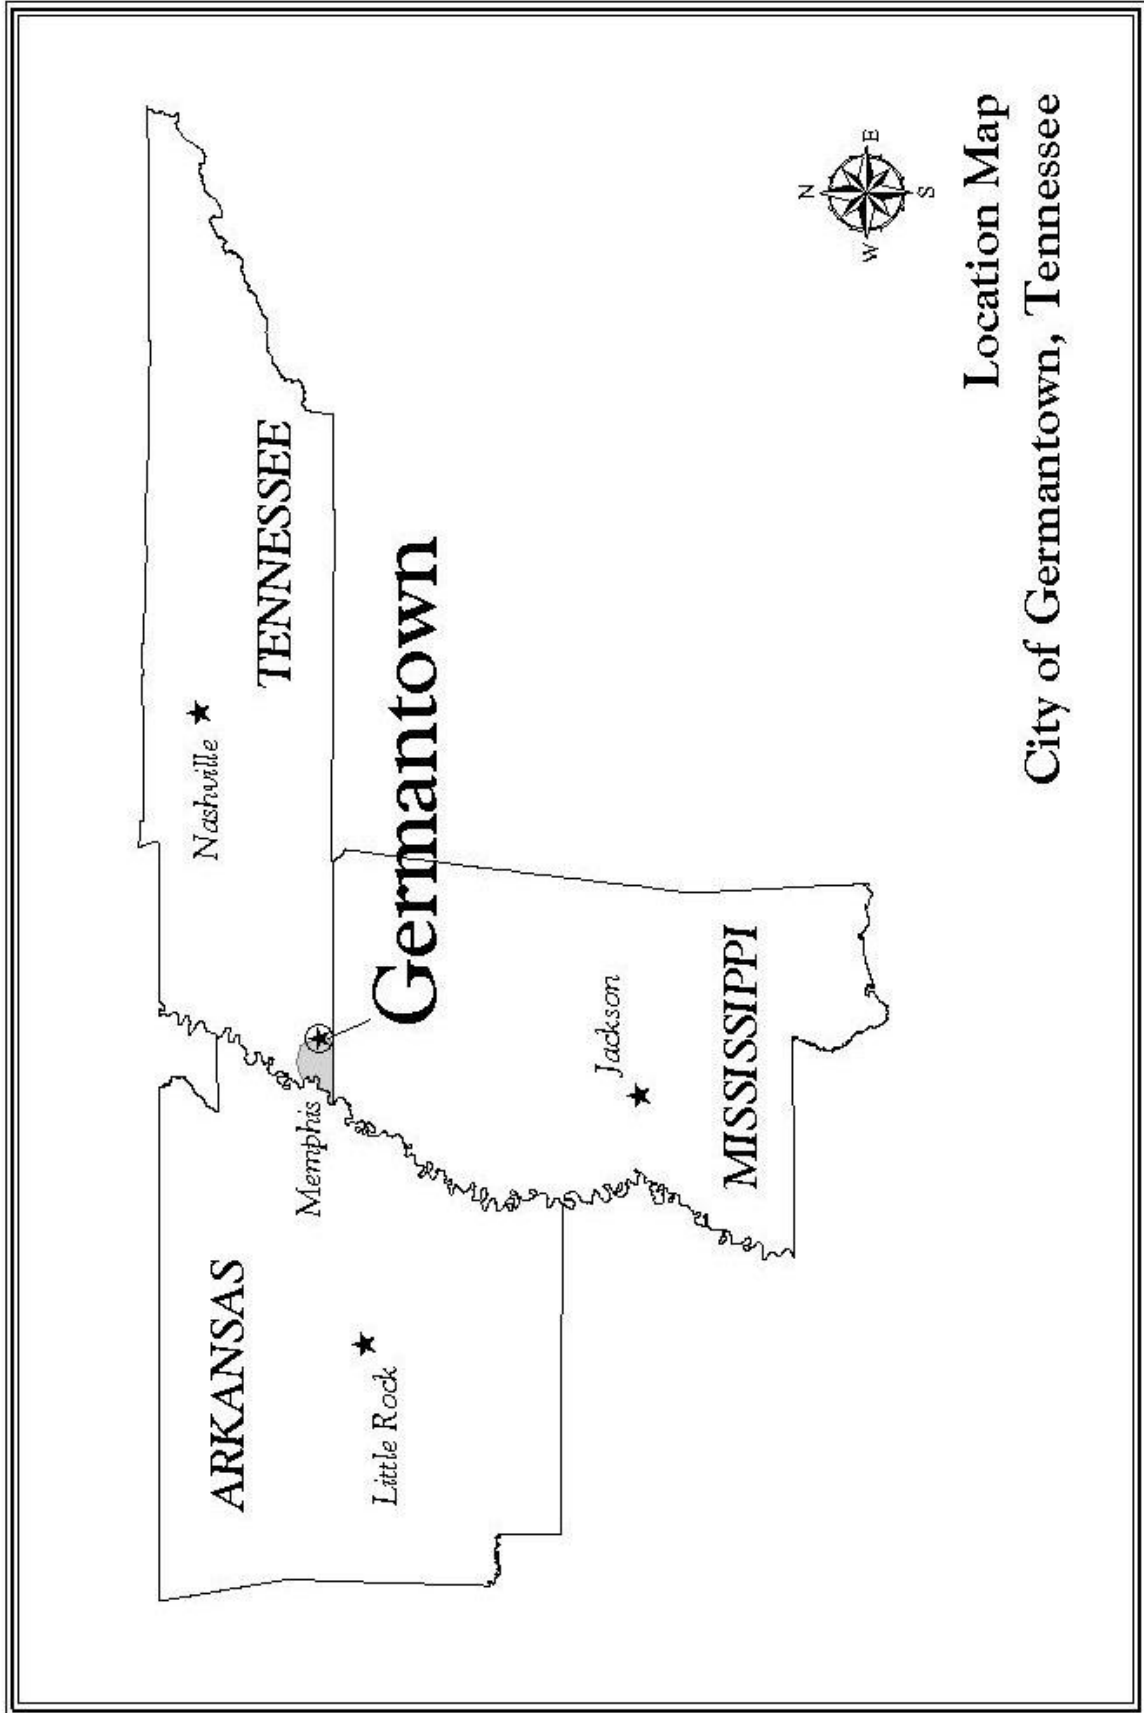 ARKANSAS
Little Rock
Memphis
Nashville
TENNESSEE
Germantown
Jackson
MISSISSIPPI
N
W
E
S
Location Map
City of Germantown, Tennessee